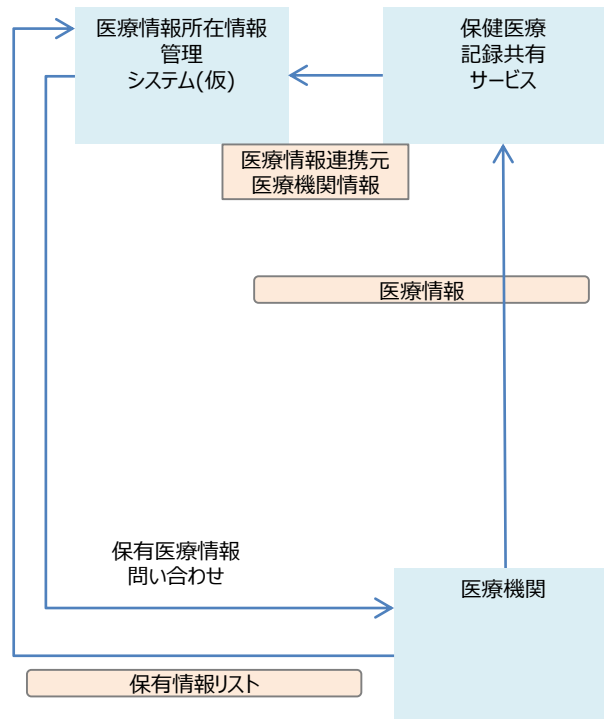 医療情報所在情報
管理
システム(仮)
保健医療
記録共有
サービス
医療情報連携元
医療機関情報
医療情報
保有医療情報
問い合わせ
医療機関
保有情報リスト